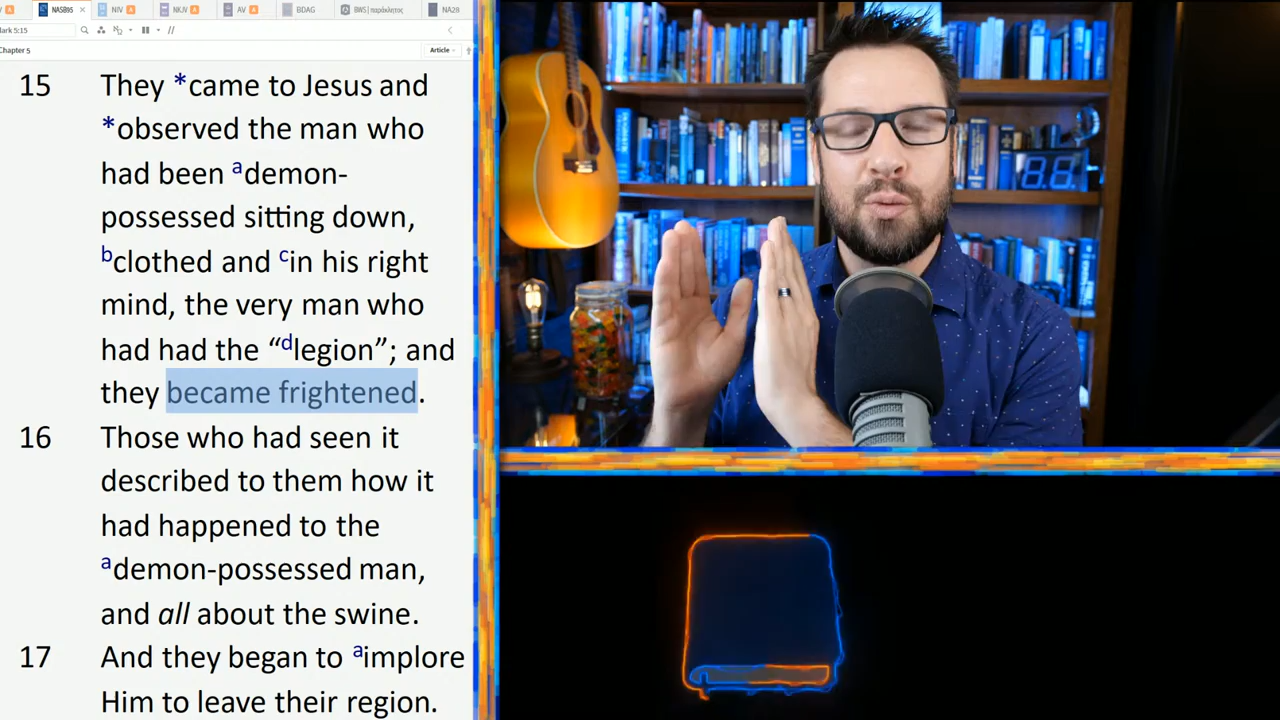 NASB95 NIV NKJV AV BDAG BWS | παράκλητος NA28
ark 5:15
Chapter 5 Article
15 They *came to Jesus and
*observed the man who
had been ademon-
possessed sitting down,
bclothed and cin his right
mind, the very man who
had had the “dlegion”; and
they became frightened.
16 Those who had seen it
described to them how it
had happened to the
ademon-possessed man,
and all about the swine.
17 And they began to aimplore
Him to leave their region.